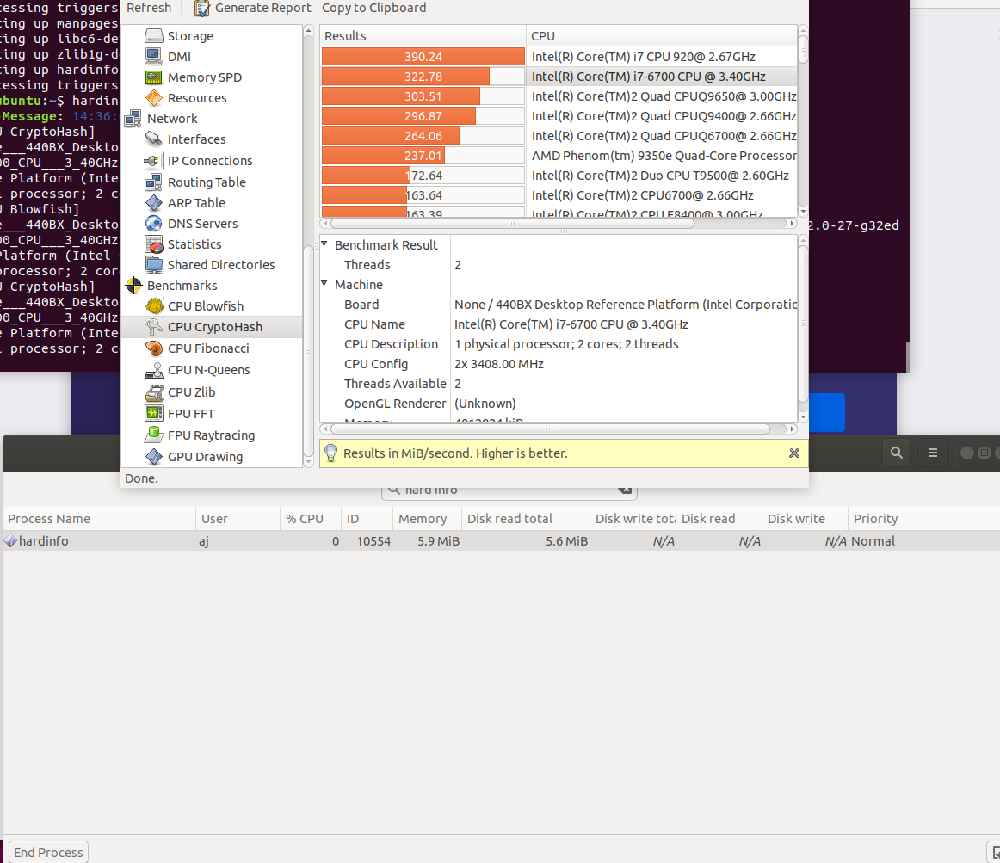 cessing triggers
ting up manpages
ting up libc6-dev
ting up zlib1g-de
ting up hardinfo
cessing triggers
ubuntu:~$ hardinf
-Message: 14:36:
U CryptoHash]
e___440BX_Desktop
00_CPU___3_40GHz
e Platform (Intel
l processor; 2 co
U Blowfish]
e___440BX_Desktop
00_CPU___3_40GHz
Platform (Intel C
processor; 2 core
U CryptoHash]
e___440BX_Desktop
00_CPU___3_40GHz
e Platform (Intel
l processor; 2 co
2.0-27-g32ed
Refresh Generate Report Copy to Clipboard
Storage
DMI
Memory SPD
Resources
Network
Interfaces
IP Connections
Routing Table
ARP Table
DNS Servers
Statistics
Shared Directories
Benchmarks
CPU Blowfish
CPU CryptoHash
CPU Fibonacci
CPU N-Queens
CPU Zlib
FPU FFT
FPU Raytracing
GPU Drawing
Results CPU
390.24 Intel(R) Core(TM) i7 CPU 920@ 2.67GHz
322.78 Intel(R) Core(TM) i7-6700 CPU @ 3.40GHz
303.51 Intel(R) Core(TM)2 Quad CPUQ9650@ 3.00GHz
296.87 Intel(R) Core(TM)2 Quad CPUQ9400@ 2.66GHz
264.06 Intel(R) Core(TM)2 Quad CPUQ6700@ 2.66GHz
237.01 AMD Phenom(tm) 9350e Quad-Core Processor
172.64 Intel(R) Core(TM)2 Duo CPU T9500@ 2.60GHz
163.64 Intel(R) Core(TM)2 CPU6700@ 2.66GHz
163.39 Intel(R) Core(TM)2 CPU E8400@ 3.00GHz
Benchmark Result
Threads 2
Machine
Board None / 440BX Desktop Reference Platform (Intel Corporatio
CPU Name Intel(R) Core(TM) i7-6700 CPU @ 3.40GHz
CPU Description 1 physical processor; 2 cores; 2 threads
CPU Config 2x 3408.00 MHz
Threads Available 2
OpenGL Renderer (Unknown)
Memory 4012824 kiB
Results in MiB/second. Higher is better.
Done.
hard info
Process Name User % CPU ID Memory Disk read total Disk write tota Disk read Disk write Priority
hardinfo aj 0 10554 5.9 MiB 5.6 MiB N/A N/A N/A Normal
End Process